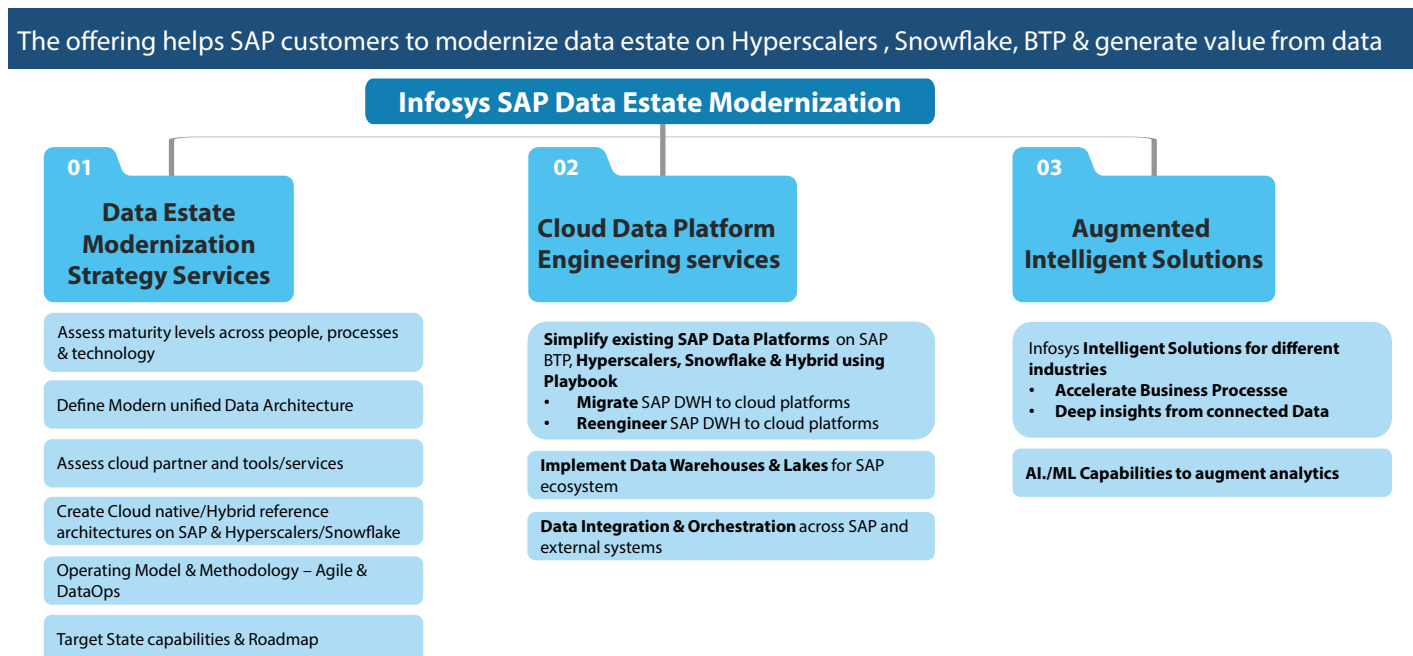 The offering helps SAP customers to modernize data estate on Hyperscalers , Snowflake, BTP & generate value from data
Infosys SAP Data Estate Modernization
01
Data Estate
Modernization
Strategy Services
Assess maturity levels across people, processes
& technology
Define Modern unified Data Architecture
Assess cloud partner and tools/services
Create Cloud native/Hybrid reference
architectures on SAP & Hyperscalers/Snowflake
Operating Model & Methodology – Agile &
DataOps
Target State capabilities & Roadmap
02
Cloud Data Platform
Engineering services
Simplify existing SAP Data Platforms on SAP
BTP, Hyperscalers, Snowflake & Hybrid using
Playbook
• Migrate SAP DWH to cloud platforms
• Reengineer SAP DWH to cloud platforms
Implement Data Warehouses & Lakes for SAP
ecosystem
Data Integration & Orchestration across SAP and
external systems
03
Augmented
Intelligent Solutions
Infosys Intelligent Solutions for different
industries
• Accelerate Business Processse
• Deep insights from connected Data
AI./ML Capabilities to augment analytics